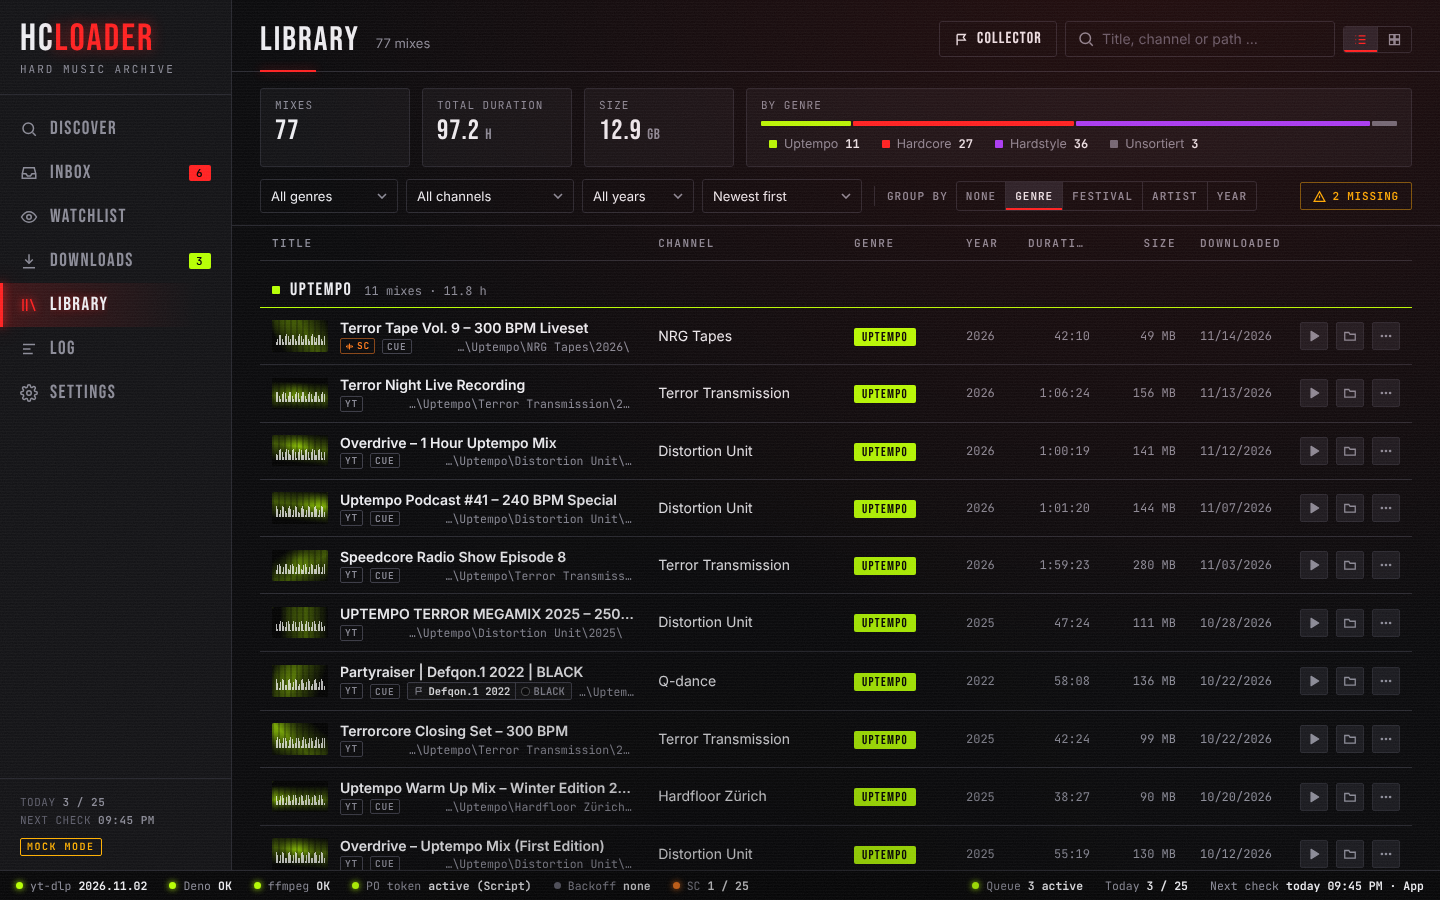 HCLOADER
HARD MUSIC ARCHIVE
DISCOVER
INBOX 6
WATCHLIST
DOWNLOADS 3
LIBRARY
LOG
SETTINGS
TODAY 3 / 25
NEXT CHECK 09:45 PM
MOCK MODE
LIBRARY 77 mixes
COLLECTOR
Title, channel or path ...
MIXES
77
TOTAL DURATION
97.2 H
SIZE
12.9 GB
BY GENRE
Uptempo 11 Hardcore 27 Hardstyle 36 Unsortiert 3
All genres All channels All years Newest first GROUP BY NONE GENRE FESTIVAL ARTIST YEAR 2 MISSING
TITLE CHANNEL GENRE YEAR DURATI… SIZE DOWNLOADED
UPTEMPO 11 mixes · 11.8 h
Terror Tape Vol. 9 – 300 BPM Liveset
SC CUE …\Uptempo\NRG Tapes\2026\
NRG Tapes UPTEMPO 2026 42:10 49 MB 11/14/2026
Terror Night Live Recording
YT …\Uptempo\Terror Transmission\2…
Terror Transmission UPTEMPO 2026 1:06:24 156 MB 11/13/2026
Overdrive – 1 Hour Uptempo Mix
YT CUE …\Uptempo\Distortion Unit\…
Distortion Unit UPTEMPO 2026 1:00:19 141 MB 11/12/2026
Uptempo Podcast #41 – 240 BPM Special
YT CUE …\Uptempo\Distortion Unit\…
Distortion Unit UPTEMPO 2026 1:01:20 144 MB 11/07/2026
Speedcore Radio Show Episode 8
YT CUE …\Uptempo\Terror Transmiss…
Terror Transmission UPTEMPO 2026 1:59:23 280 MB 11/03/2026
UPTEMPO TERROR MEGAMIX 2025 – 250…
YT …\Uptempo\Distortion Unit\2025\
Distortion Unit UPTEMPO 2025 47:24 111 MB 10/28/2026
Partyraiser | Defqon.1 2022 | BLACK
YT CUE Defqon.1 2022 BLACK …\Uptem…
Q-dance UPTEMPO 2022 58:08 136 MB 10/22/2026
Terrorcore Closing Set – 300 BPM
YT …\Uptempo\Terror Transmission\2…
Terror Transmission UPTEMPO 2025 42:24 99 MB 10/22/2026
Uptempo Warm Up Mix – Winter Edition 2…
YT CUE …\Uptempo\Hardfloor Zürich…
Hardfloor Zürich UPTEMPO 2025 38:27 90 MB 10/20/2026
Overdrive – Uptempo Mix (First Edition)
YT CUE …\Uptempo\Distortion Unit\…
Distortion Unit UPTEMPO 2025 55:19 130 MB 10/12/2026
yt-dlp 2026.11.02 Deno OK ffmpeg OK PO token active (Script) Backoff none SC 1 / 25 Queue 3 active Today 3 / 25 Next check today 09:45 PM · App